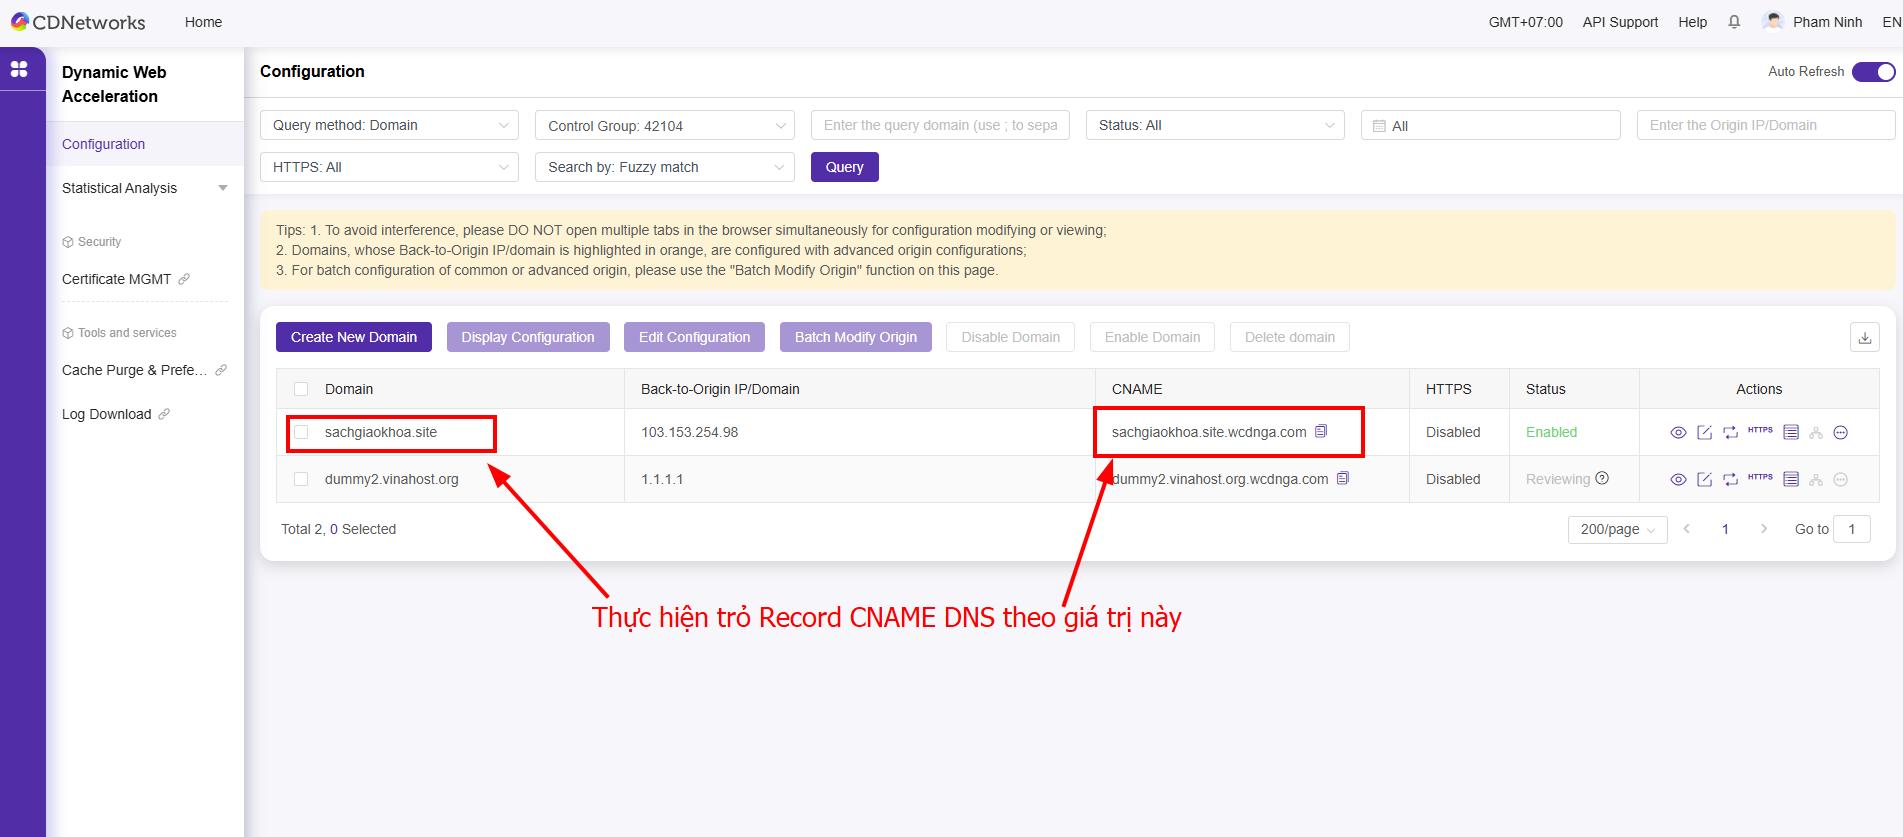 CDNetworks
Home
GMT+07:00
API Support
Help
Pham Ninh
EN
Dynamic Web
Acceleration
Configuration
Statistical Analysis
Security
Certificate MGMT
Tools and services
Cache Purge & Prefe...
Log Download
Configuration
Auto Refresh
Query method: Domain
Control Group: 42104
Enter the query domain (use ; to sepa
Status: All
All
Enter the Origin IP/Domain
HTTPS: All
Search by: Fuzzy match
Query
Tips: 1. To avoid interference, please DO NOT open multiple tabs in the browser simultaneously for configuration modifying or viewing;
2. Domains, whose Back-to-Origin IP/domain is highlighted in orange, are configured with advanced origin configurations;
3. For batch configuration of common or advanced origin, please use the "Batch Modify Origin" function on this page.
Create New Domain
Display Configuration
Edit Configuration
Batch Modify Origin
Disable Domain
Enable Domain
Delete domain
Domain
Back-to-Origin IP/Domain
CNAME
HTTPS
Status
Actions
sachgiaokhoa.site
103.153.254.98
sachgiaokhoa.site.wcdnga.com
Disabled
Enabled
HTTPS
dummy2.vinahost.org
1.1.1.1
dummy2.vinahost.org.wcdnga.com
Disabled
Reviewing
HTTPS
Total 2, 0 Selected
200/page
1
Go to
1
Thực hiện trỏ Record CNAME DNS theo giá trị này